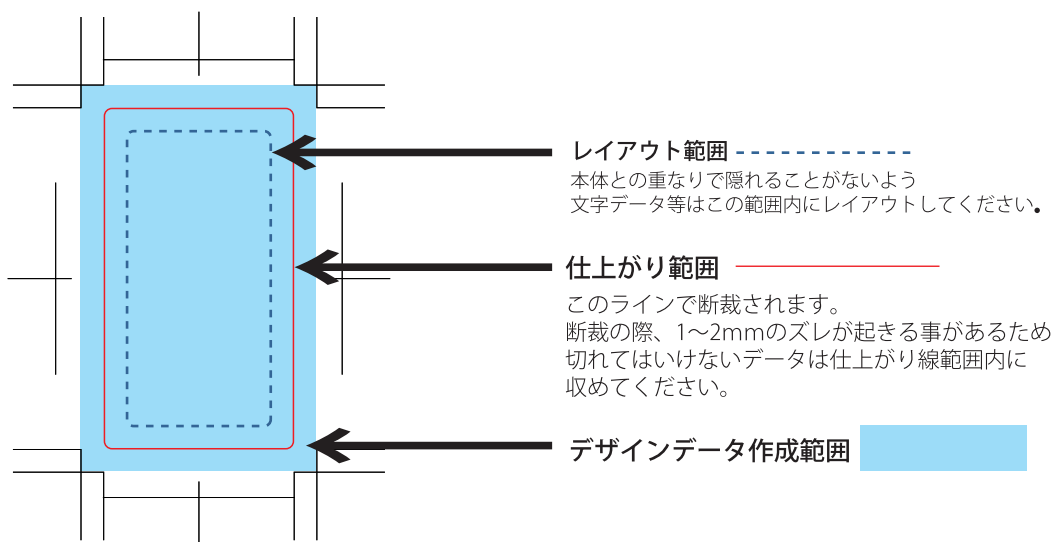 レイアウト範囲
本体との重なりで隠れることがないよう
文字データ等はこの範囲内にレイアウトしてください。
仕上がり範囲
このラインで断裁されます。
断裁の際、1〜2mmのズレが起きる事があるため
切れてはいけないデータは仕上がり線範囲内に
収めてください。
デザインデータ作成範囲